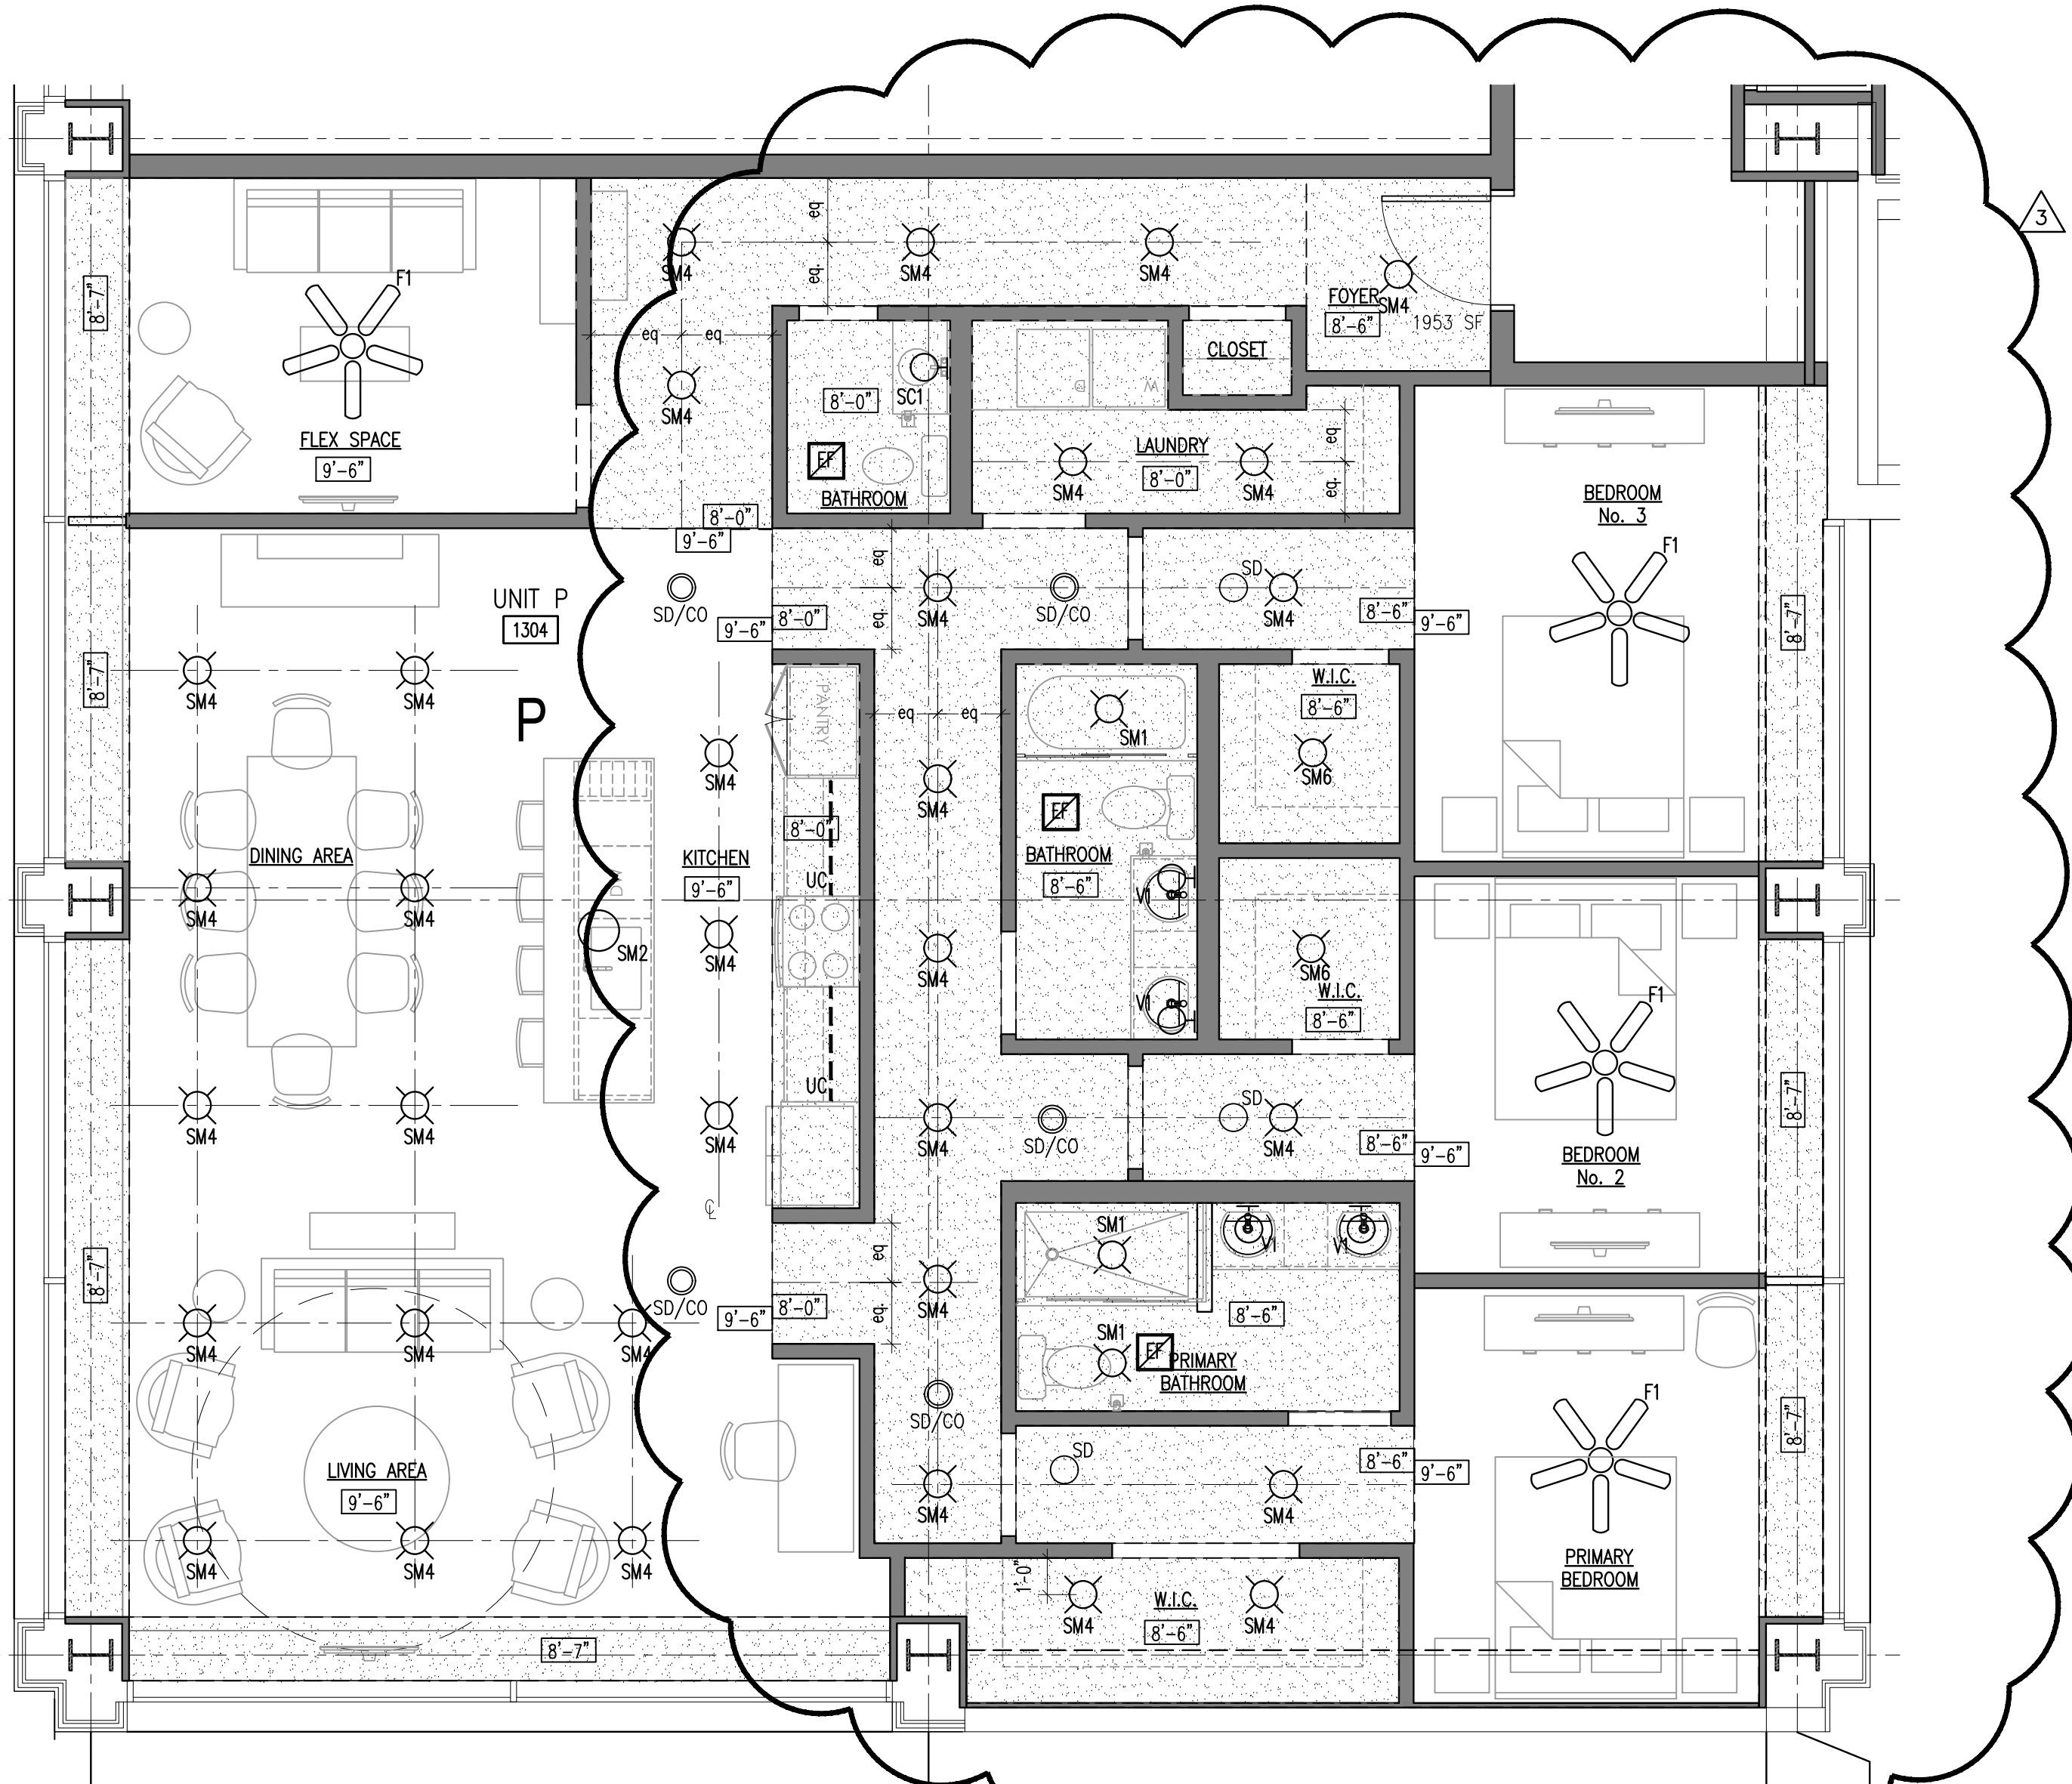 3
eq
F1
SM4
SM4
SM4
8'-7"
eq.
FOYER
SM4
8'-6"
1953 SF
eq
eq
CLOSET
8'-0"
SC1
D
W
SM4
FLEX SPACE
9'-6"
EF
BATHROOM
LAUNDRY
8'-0"
SM4
SM4
eq
eq.
BEDROOM
No. 3
8'-0"
9'-6"
F1
UNIT P
1304
SD/CO
eq
eq.
SM4
SD/CO
SD
SM4
8'-6"
9'-6"
8'-0"
9'-6"
8'-7"
8'-7"
SM4
SM4
P
PANTRY
eq
eq
SM1
W.I.C.
8'-6"
SM4
SM4
SM6
EF
DINING AREA
KITCHEN
9'-6"
8'-0"
UC
BATHROOM
8'-6"
V1
SM4
SM4
DW
SM2
SM4
SM4
SM6
W.I.C.
8'-6"
V1
F1
UC
SM4
SM4
SM4
SM4
SD/CO
SD
SM4
8'-6"
9'-6"
8'-7"
BEDROOM
No. 2
CL
SM1
V1
V1
8'-7"
eq
eq.
SD/CO
9'-6"
8'-0"
SM4
8'-6"
SM4
SM4
SM4
SM1
EF
PRIMARY
BATHROOM
F1
8'-7"
SD/CO
LIVING AREA
9'-6"
SD
8'-6"
9'-6"
SM4
SM4
SM4
SM4
SM4
PRIMARY
BEDROOM
1'-0"
SM4
SM4
W.I.C.
8'-6"
8'-7"